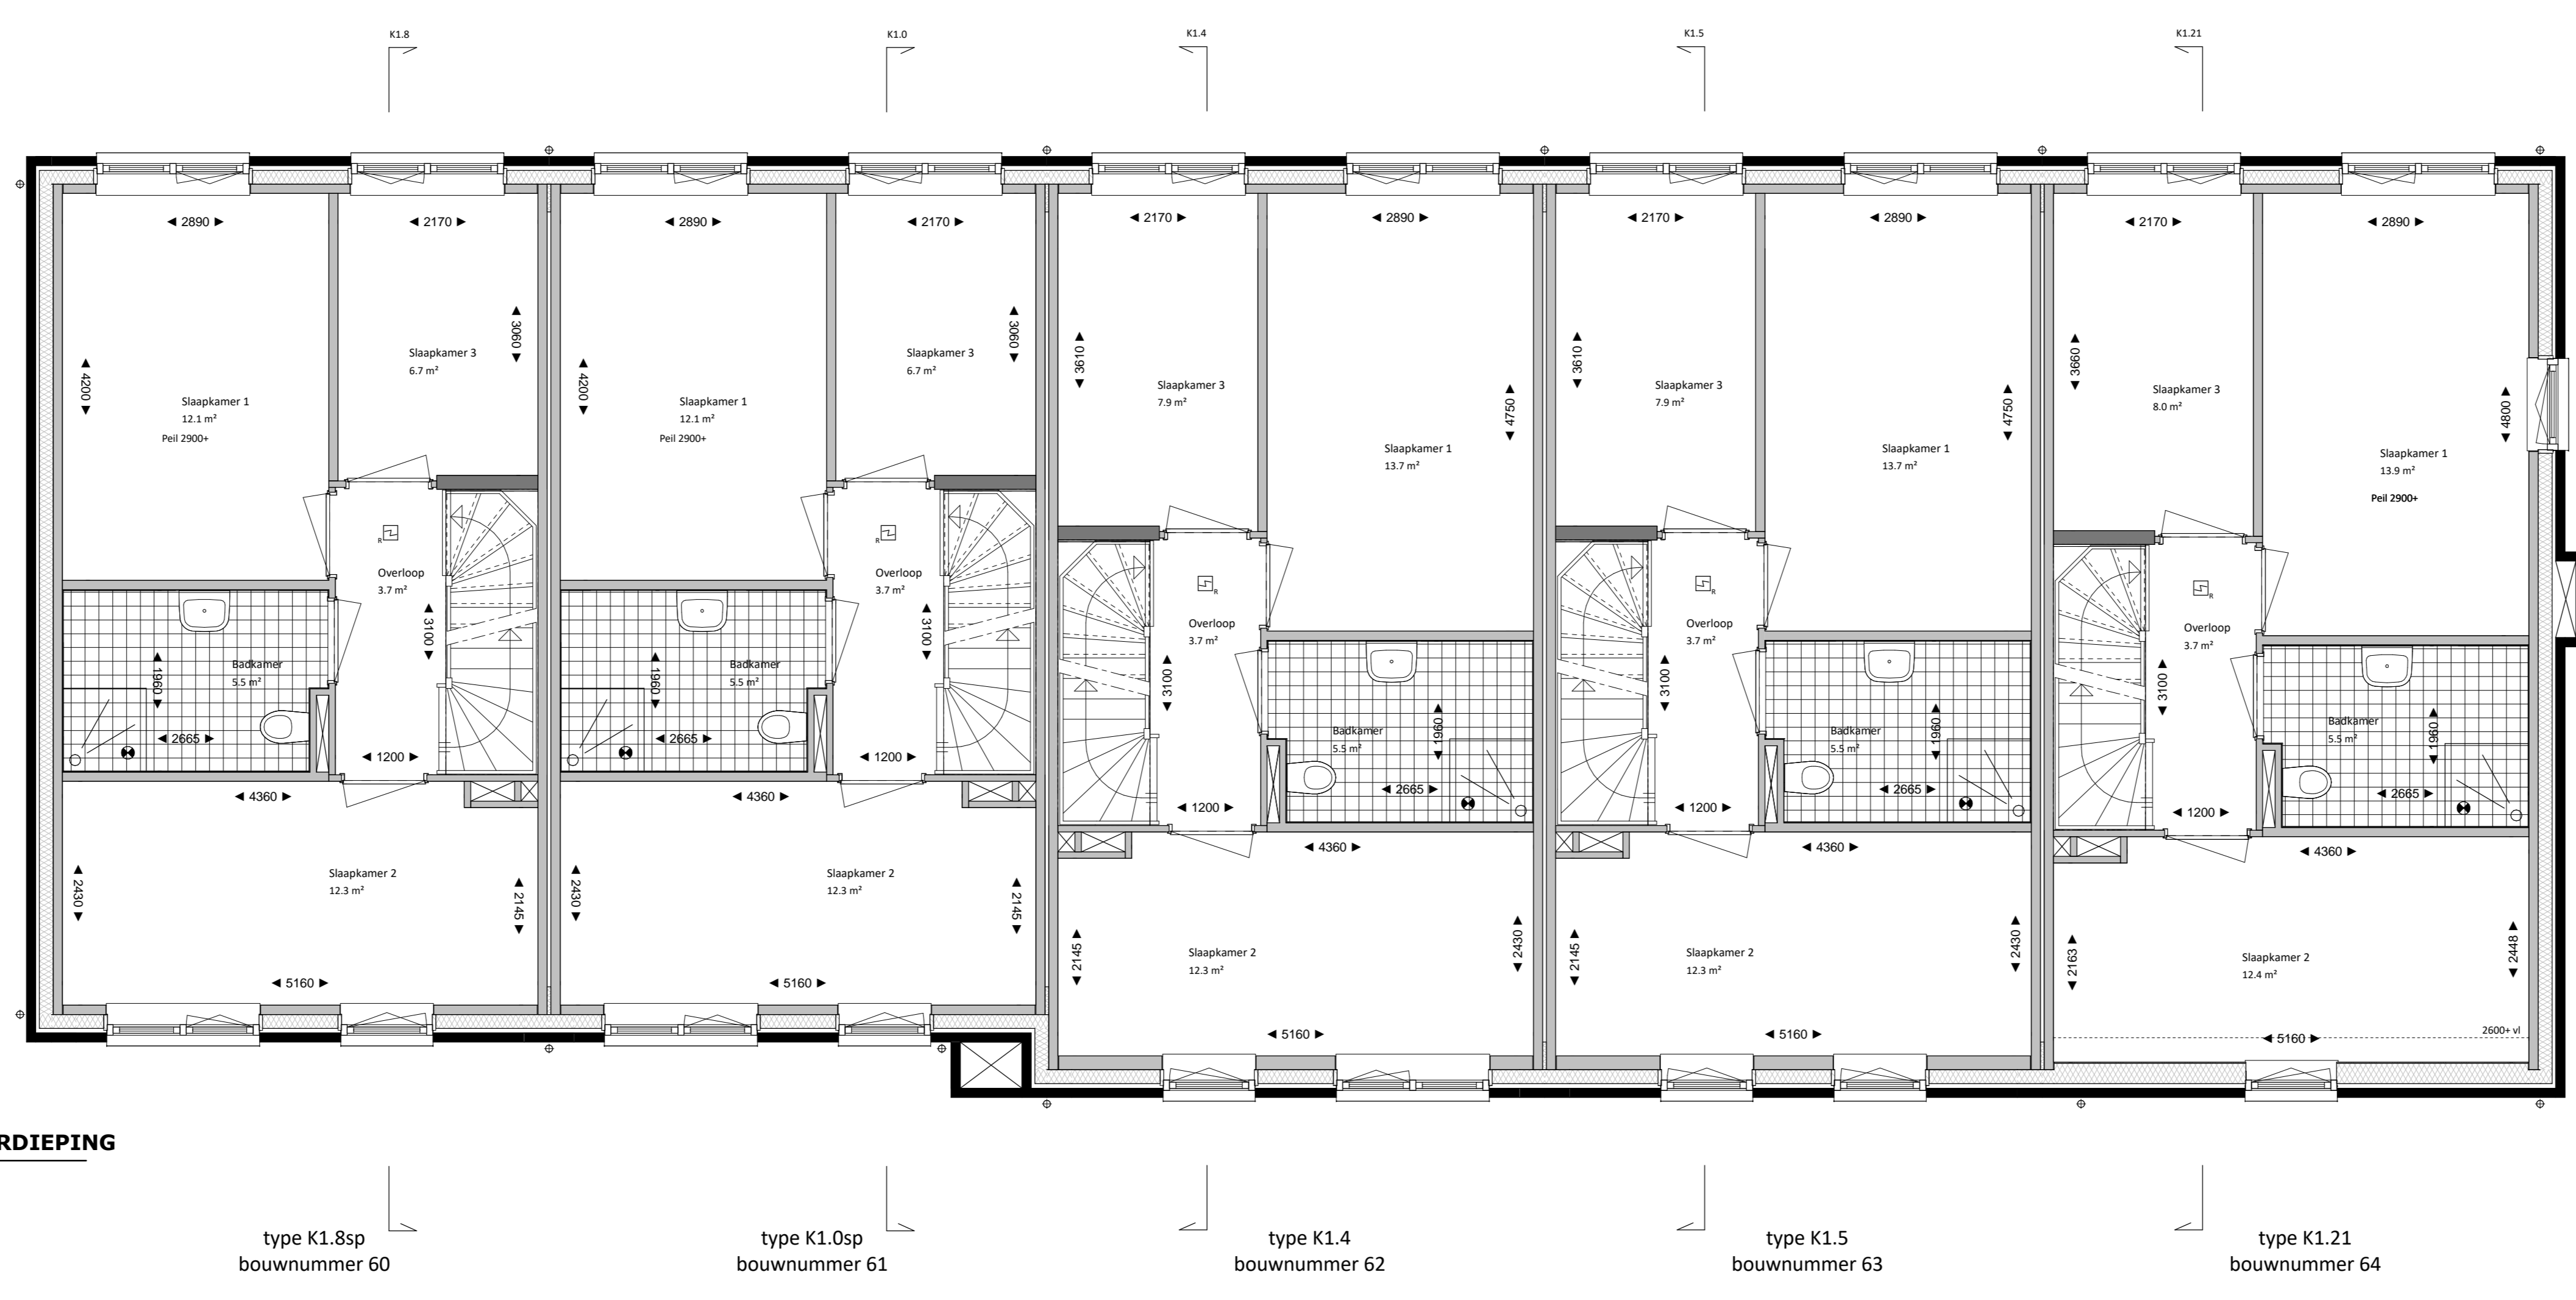 K1.8
K1.0
K1.4
K1.5
K1.21
◄ 2890 ►
◄ 2170 ►
◄ 4200 ►
◄ 3060 ►
Slaapkamer 3
6.7 m²
Slaapkamer 1
12.1 m²
Peil 2900+
R
Overloop
3.7 m²
◄ 3100 ►
Badkamer
5.5 m²
◄ 1960 ►
◄ 2665 ►
◄ 1200 ►
◄ 4360 ►
◄ 2430 ►
Slaapkamer 2
12.3 m²
◄ 2145 ►
◄ 5160 ►
◄ 2890 ►
◄ 2170 ►
◄ 4200 ►
◄ 3060 ►
Slaapkamer 3
6.7 m²
Slaapkamer 1
12.1 m²
Peil 2900+
R
Overloop
3.7 m²
◄ 3100 ►
Badkamer
5.5 m²
◄ 1960 ►
◄ 2665 ►
◄ 1200 ►
◄ 4360 ►
◄ 2430 ►
Slaapkamer 2
12.3 m²
◄ 2145 ►
◄ 5160 ►
◄ 2170 ►
◄ 2890 ►
◄ 3610 ►
Slaapkamer 3
7.9 m²
◄ 4750 ►
Slaapkamer 1
13.7 m²
R
Overloop
3.7 m²
◄ 3100 ►
Badkamer
5.5 m²
◄ 1960 ►
◄ 2665 ►
◄ 1200 ►
◄ 4360 ►
◄ 2145 ►
Slaapkamer 2
12.3 m²
◄ 2430 ►
◄ 5160 ►
◄ 2170 ►
◄ 2890 ►
◄ 3610 ►
Slaapkamer 3
7.9 m²
◄ 4750 ►
Slaapkamer 1
13.7 m²
R
Overloop
3.7 m²
◄ 3100 ►
Badkamer
5.5 m²
◄ 1960 ►
◄ 2665 ►
◄ 1200 ►
◄ 4360 ►
◄ 2145 ►
Slaapkamer 2
12.3 m²
◄ 2430 ►
◄ 5160 ►
◄ 2170 ►
◄ 2890 ►
◄ 3660 ►
Slaapkamer 3
8.0 m²
◄ 4800 ►
Slaapkamer 1
13.9 m²
Peil 2900+
R
Overloop
3.7 m²
◄ 3100 ►
Badkamer
5.5 m²
◄ 1960 ►
◄ 2665 ►
◄ 1200 ►
◄ 4360 ►
◄ 2163 ►
Slaapkamer 2
12.4 m²
◄ 2448 ►
2600+ vl
◄ 5160 ►
RDIEPING
type K1.8sp
bouwnummer 60
type K1.0sp
bouwnummer 61
type K1.4
bouwnummer 62
type K1.5
bouwnummer 63
type K1.21
bouwnummer 64